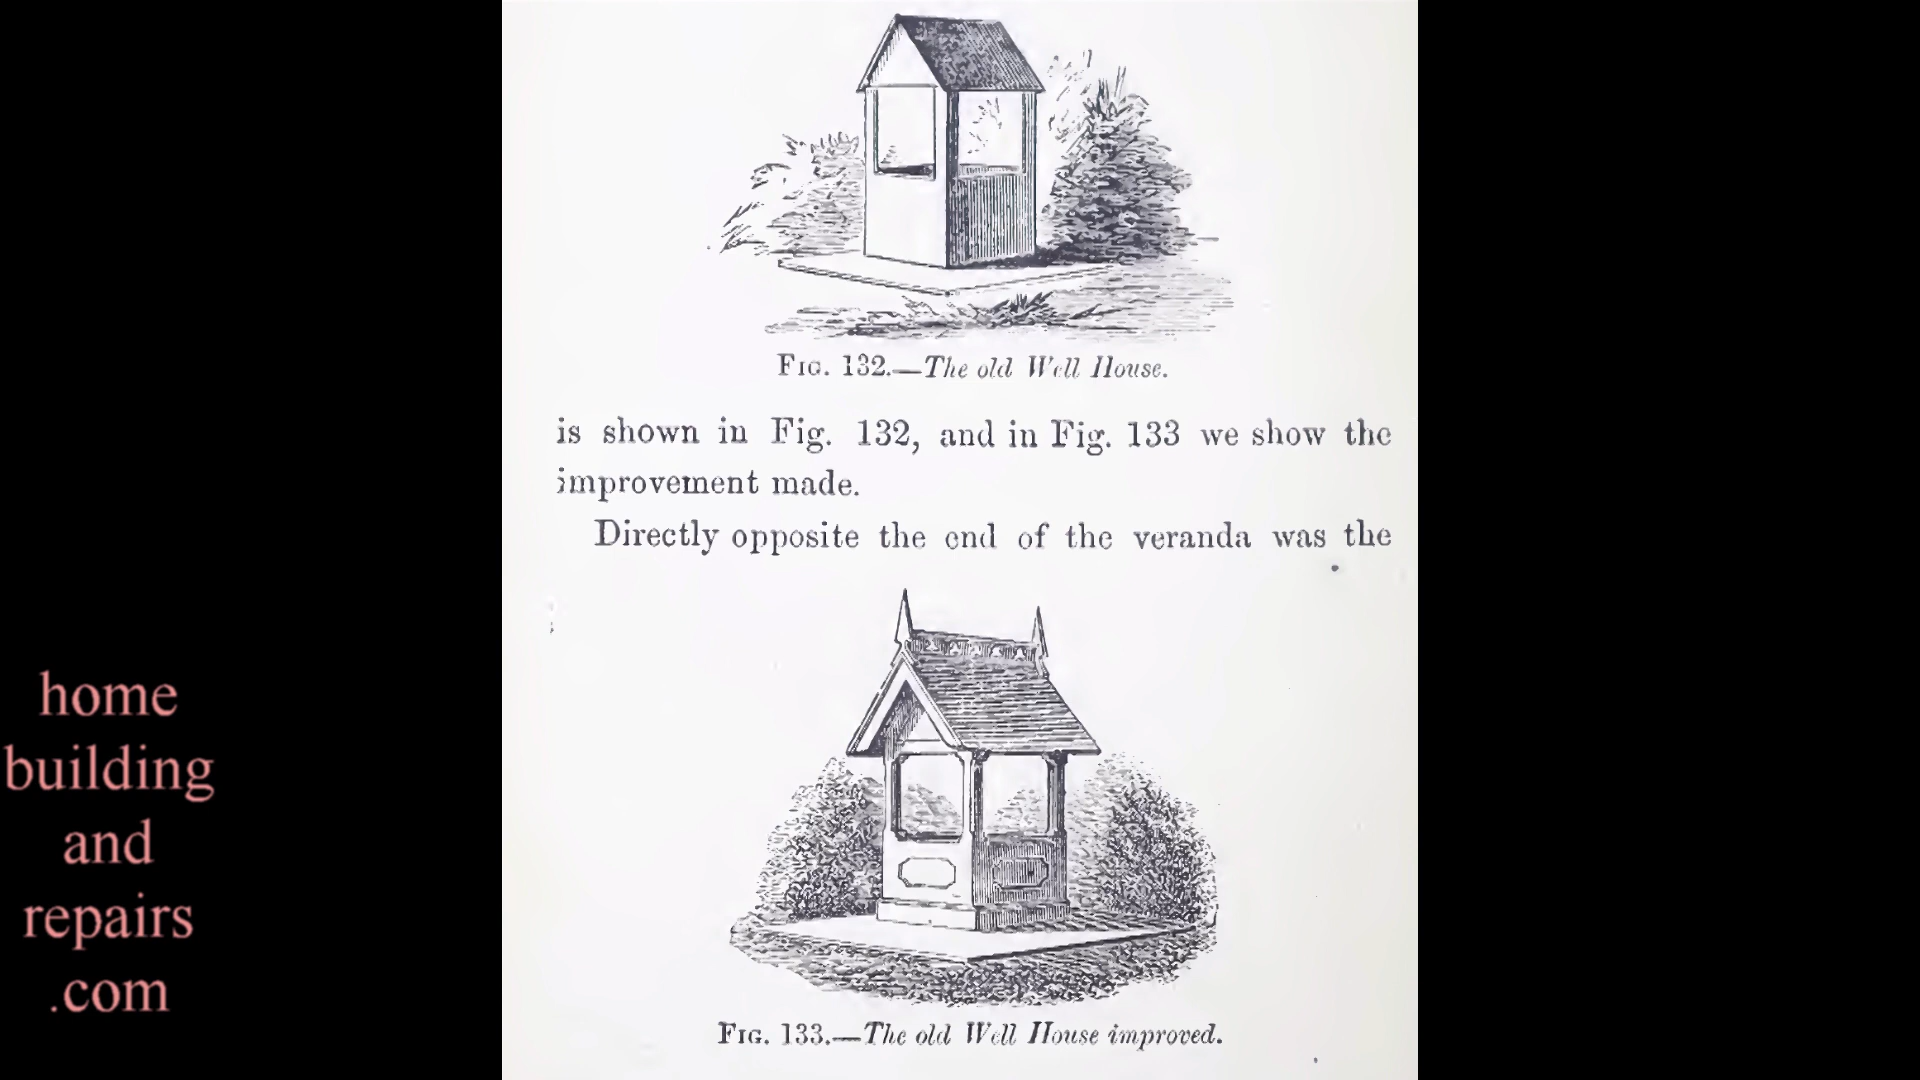 FIG. 132.—The old Well House.
is shown in Fig. 132, and in Fig. 133 we show the
improvement made.
Directly opposite the end of the veranda was the
FIG. 133.—The old Well House improved.
home
building
and
repairs
.com